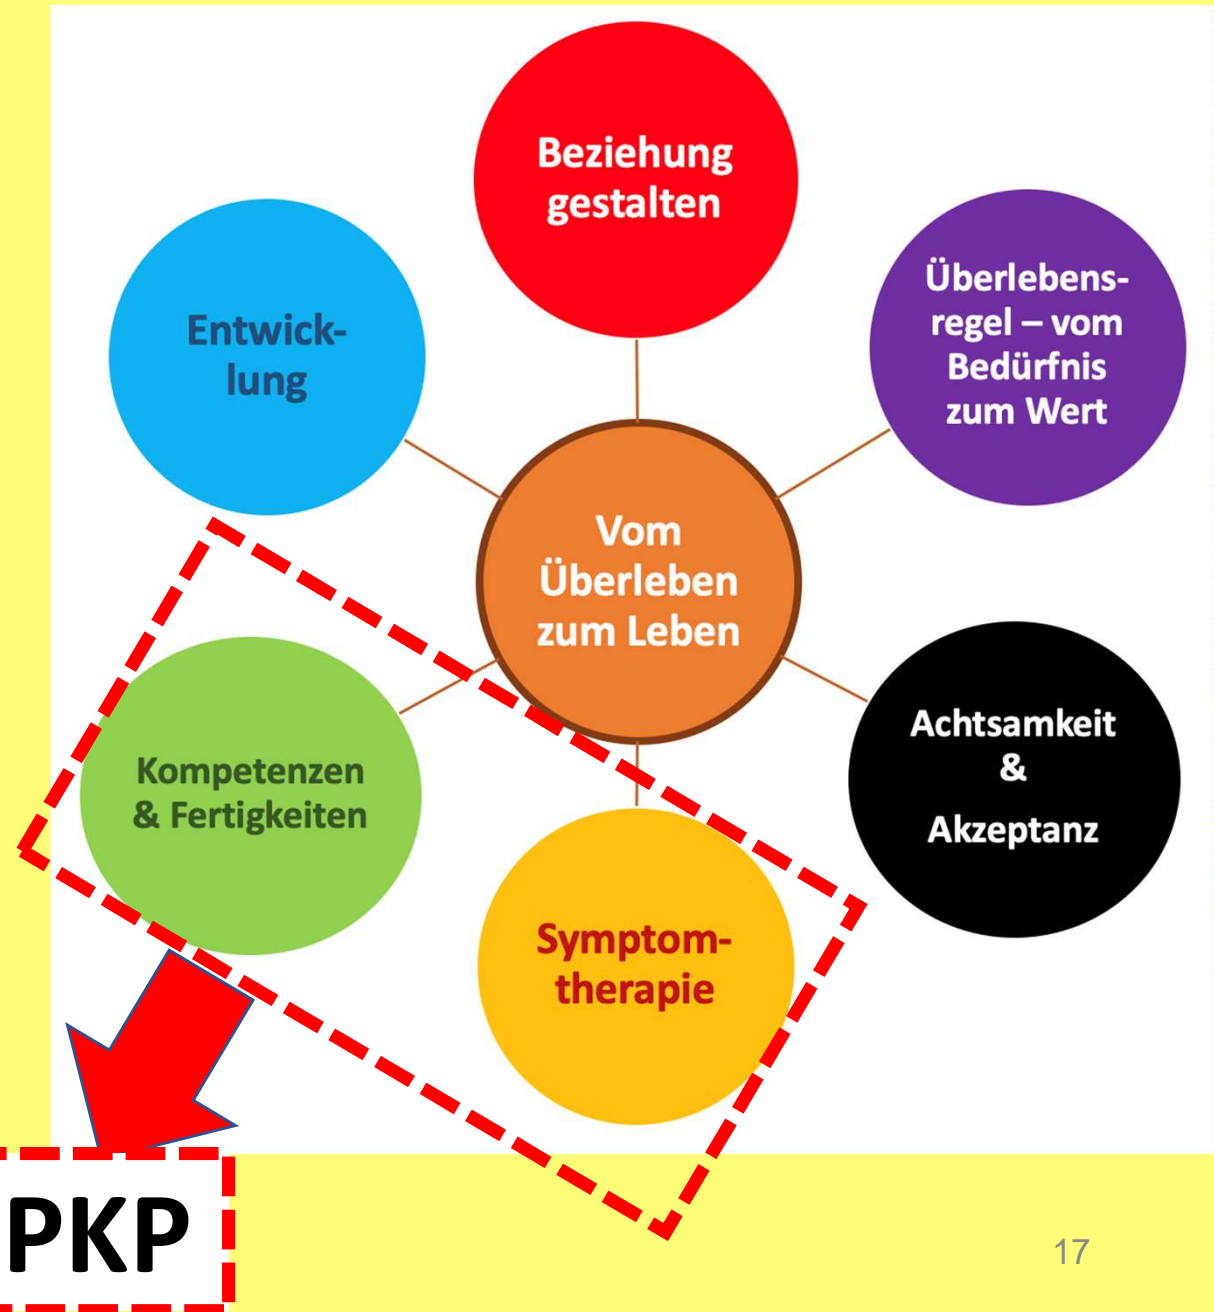 Beziehung
gestalten
Überlebens-
regel – vom
Bedürfnis
zum Wert
Entwick-
lung
Vom
Überleben
zum Leben
Achtsamkeit
&
Akzeptanz
Kompetenzen
& Fertigkeiten
Symptom-
therapie
PKP
17